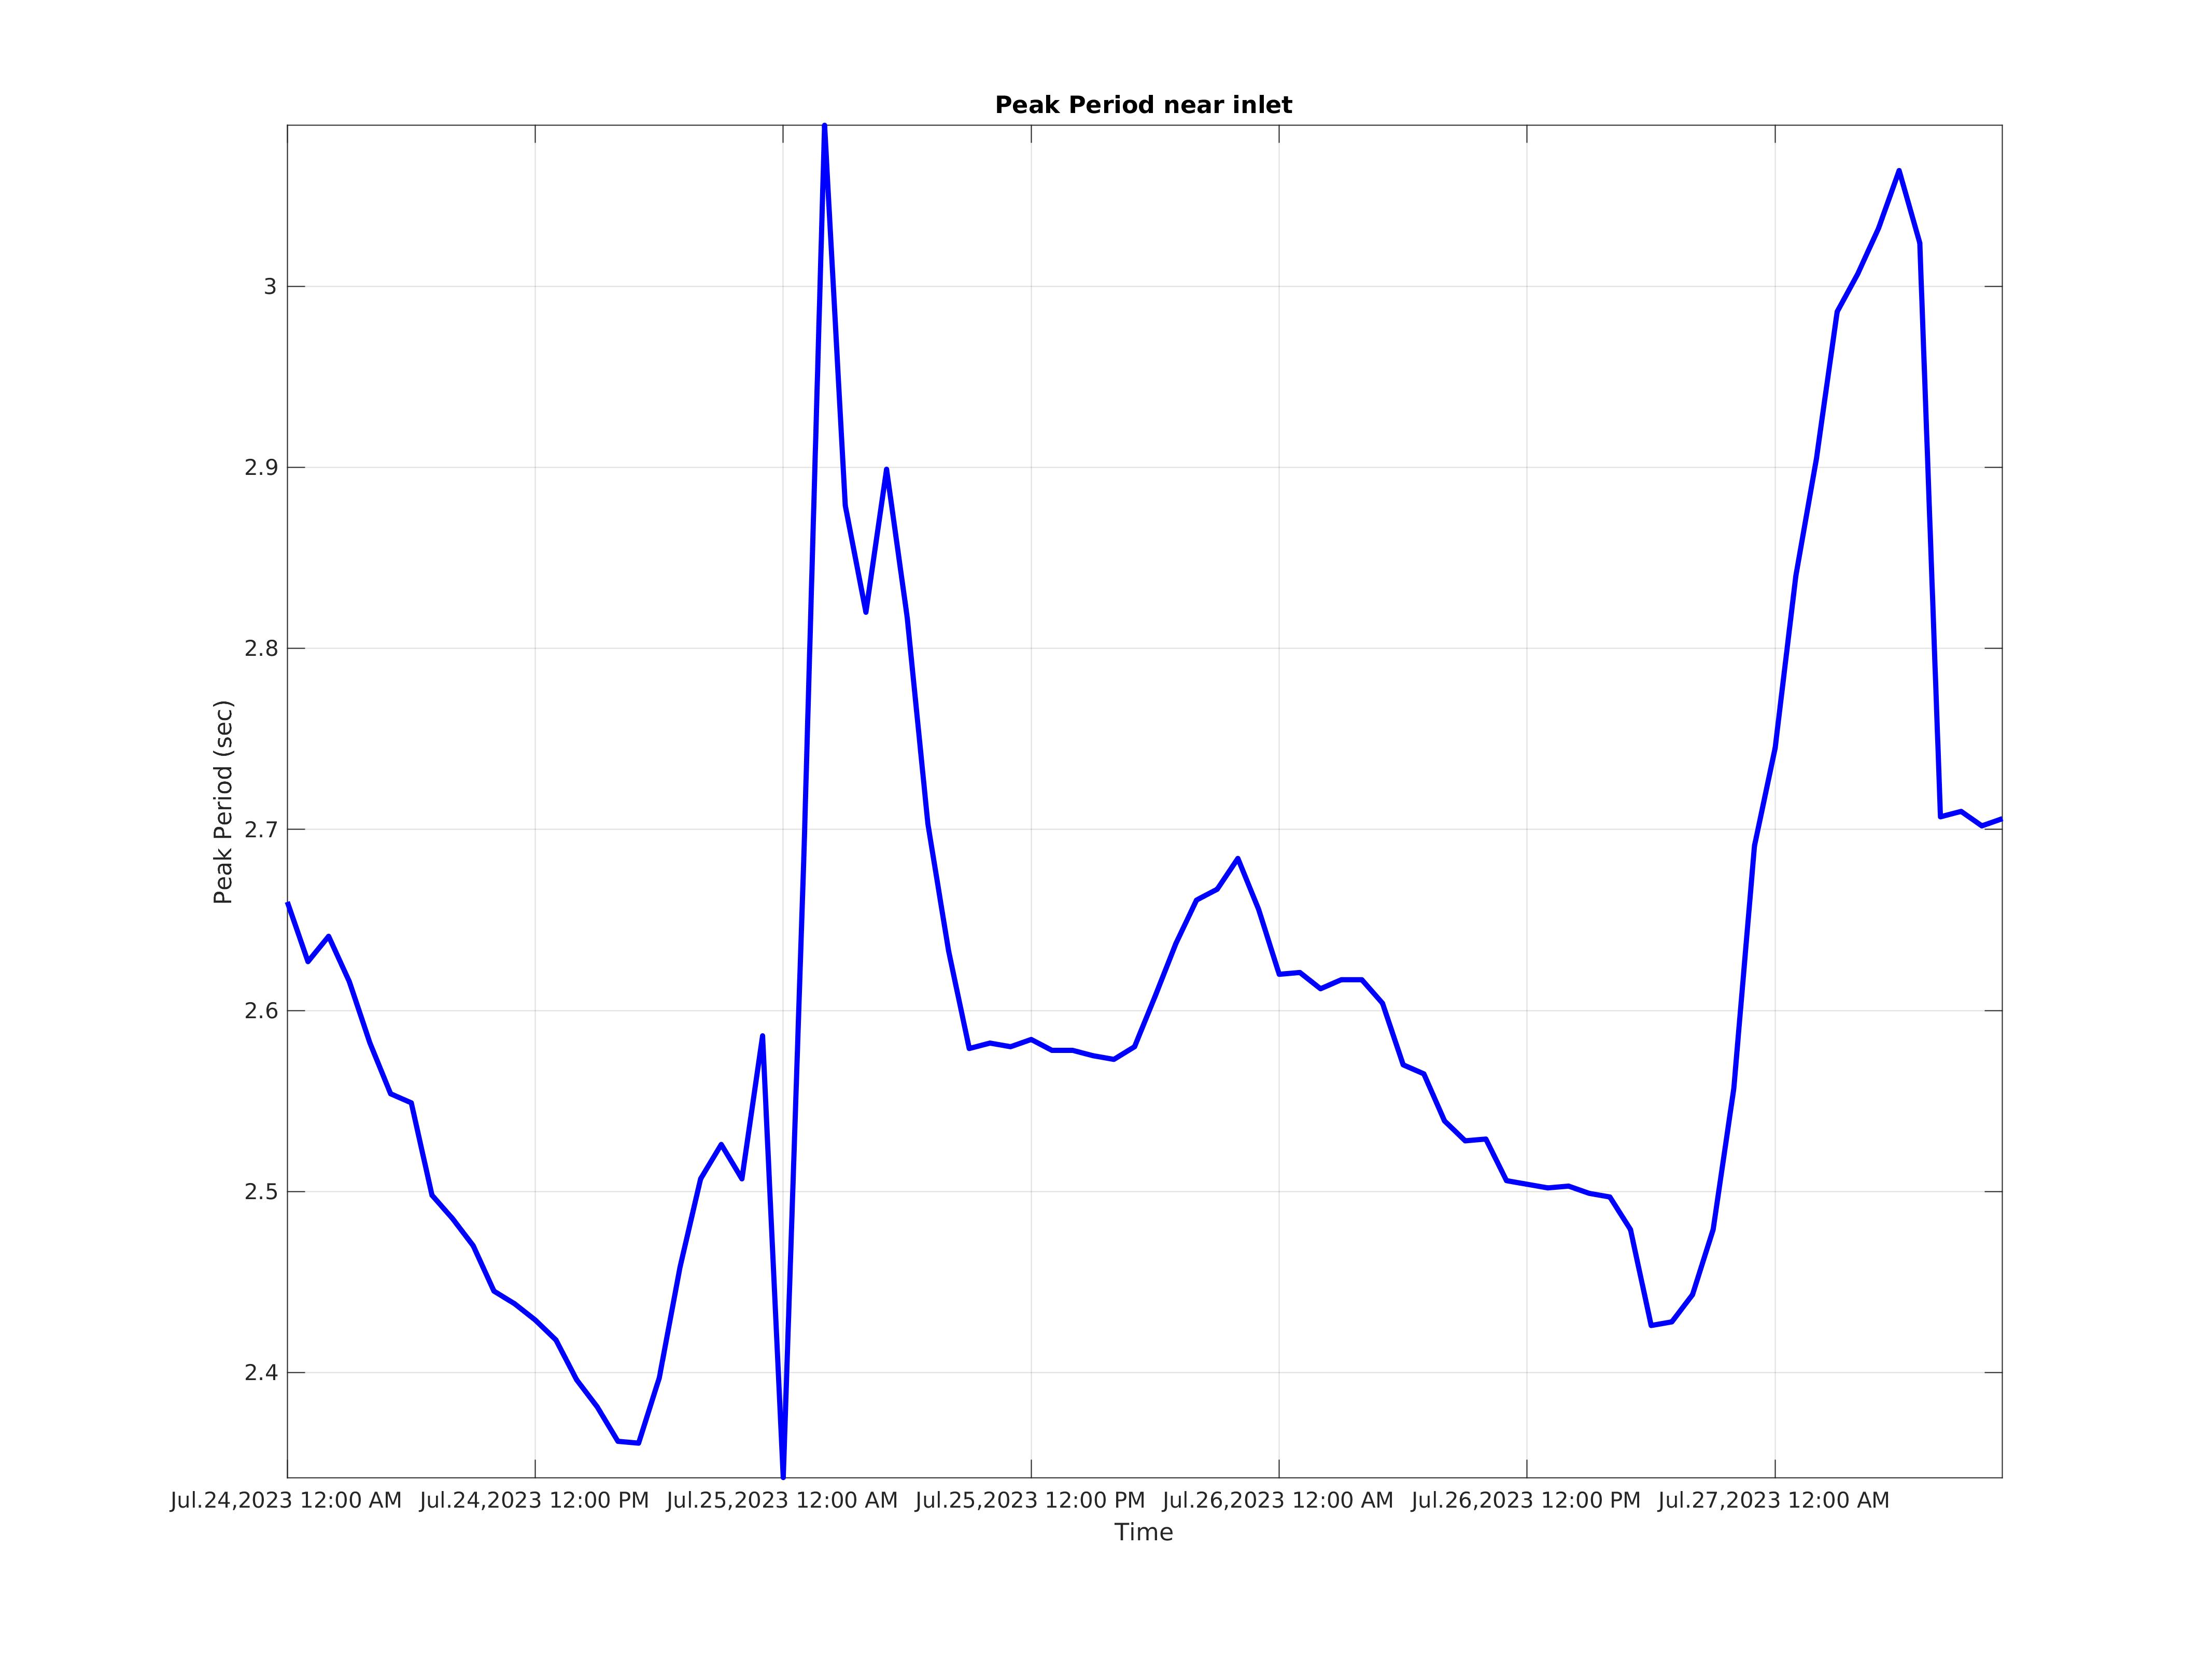 Peak Period near inlet
3
2.9
2.8
2.7
2.6
2.5
2.4
Peak Period (sec)
Jul.24,2023 12:00 AM Jul.24,2023 12:00 PM Jul.25,2023 12:00 AM Jul.25,2023 12:00 PM Jul.26,2023 12:00 AM Jul.26,2023 12:00 PM Jul.27,2023 12:00 AM
Time